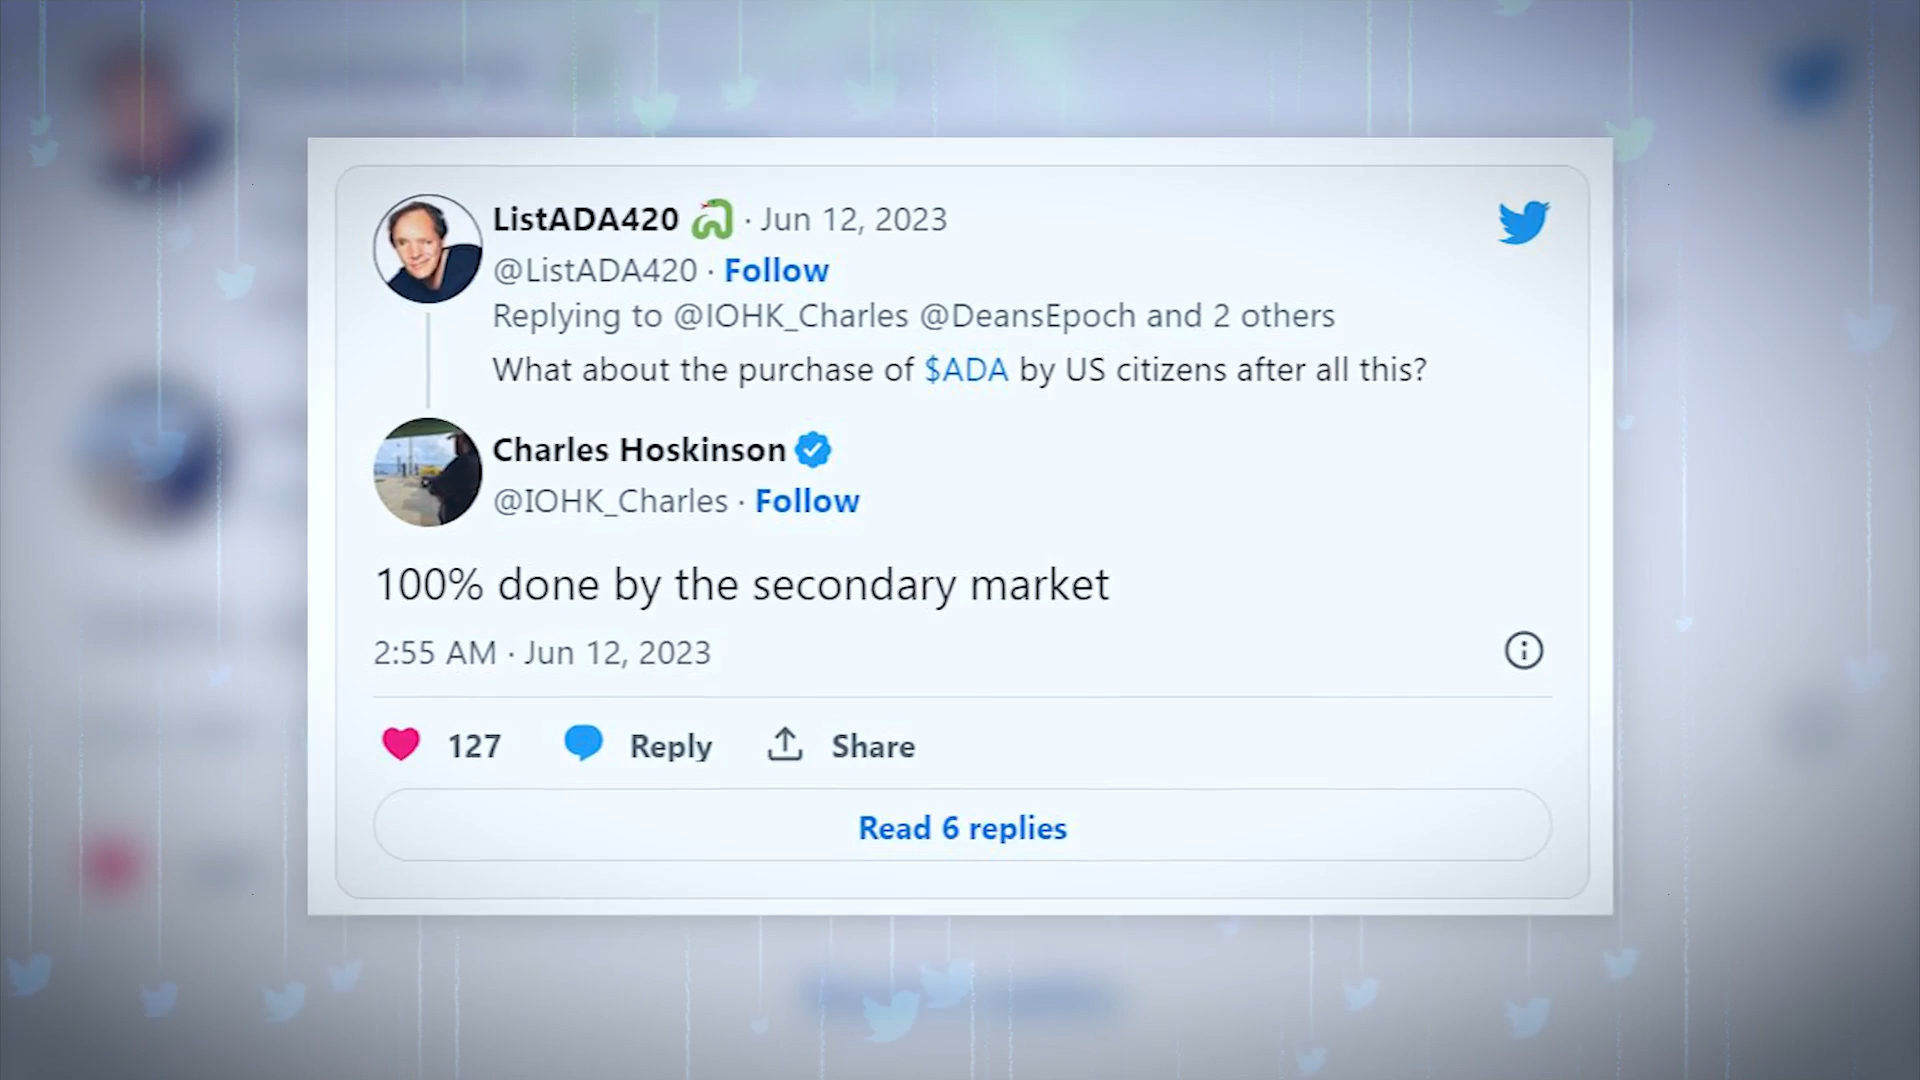 ListADA420 🐍 · Jun 12, 2023
@ListADA420 · Follow
Replying to @IOHK_Charles @DeansEpoch and 2 others
What about the purchase of $ADA by US citizens after all this?
Charles Hoskinson
@IOHK_Charles · Follow
100% done by the secondary market
2:55 AM · Jun 12, 2023
127 Reply Share
Read 6 replies